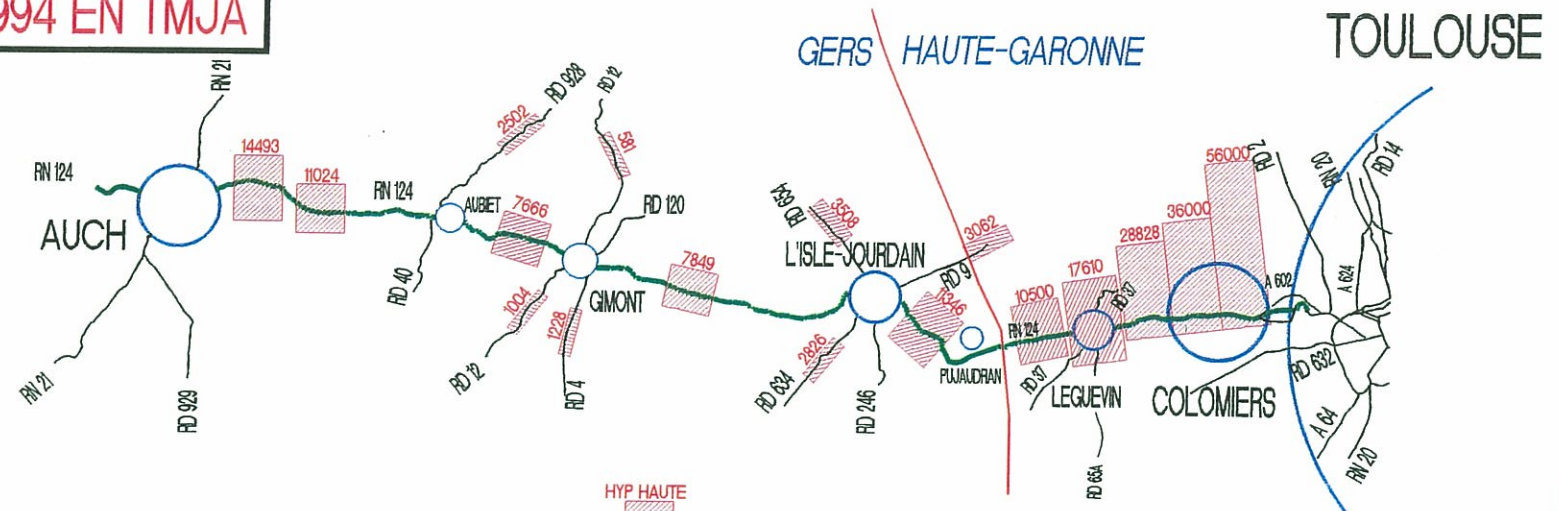 994 EN TMJA
GERS
HAUTE-GARONNE
TOULOUSE
RN 21
RD 928
RD 12
2502
581
14493
11024
RN 124
RN 124
AUBIET
7666
RD 120
AUCH
RD 40
GIMONT
7849
1004
1228
RD 12
RD 4
RN 21
RD 929
RD 634
3508
3062
L'ISLE-JOURDAIN
RD 9
2826
RD 634
RD 246
PUJAUDRAN
RN 124
10500
17610
RD 37
RD 37
LEGUEVIN
RD 65A
28828
36000
56000
COLOMIERS
RD 2
RN 20
RD 14
A 602
A 624
RD 632
A 64
RN 20
HYP HAUTE